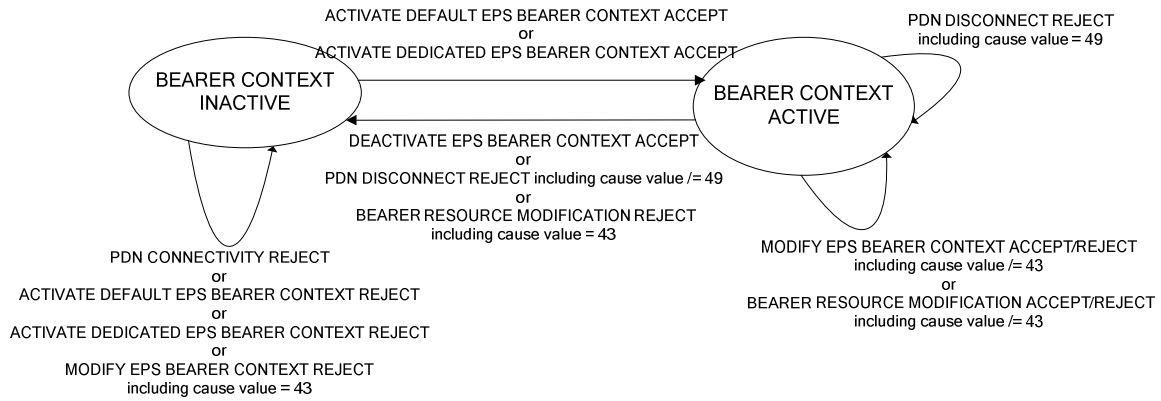 ACTIVATE DEFAULT EPS BEARER CONTEXT ACCEPT
or
ACTIVATE DEDICATED EPS BEARER CONTEXT ACCEPT
PDN DISCONNECT REJECT
including cause value = 49
BEARER CONTEXT
INACTIVE
BEARER CONTEXT
ACTIVE
DEACTIVATE EPS BEARER CONTEXT ACCEPT
or
PDN DISCONNECT REJECT including cause value /= 49
or
BEARER RESOURCE MODIFICATION REJECT
including cause value = 43
PDN CONNECTIVITY REJECT
or
ACTIVATE DEFAULT EPS BEARER CONTEXT REJECT
or
ACTIVATE DEDICATED EPS BEARER CONTEXT REJECT
or
MODIFY EPS BEARER CONTEXT REJECT
including cause value = 43
MODIFY EPS BEARER CONTEXT ACCEPT/REJECT
including cause value /= 43
or
BEARER RESOURCE MODIFICATION ACCEPT/REJECT
including cause value /= 43